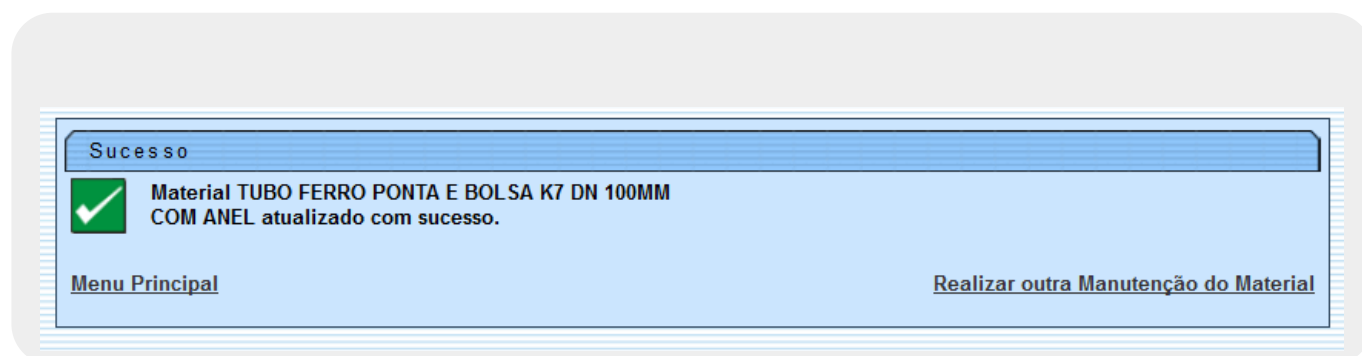 Sucesso
Material TUBO FERRO PONTA E BOLSA K7 DN 100MM
COM ANEL atualizado com sucesso.
Menu Principal
Realizar outra Manutenção do Material